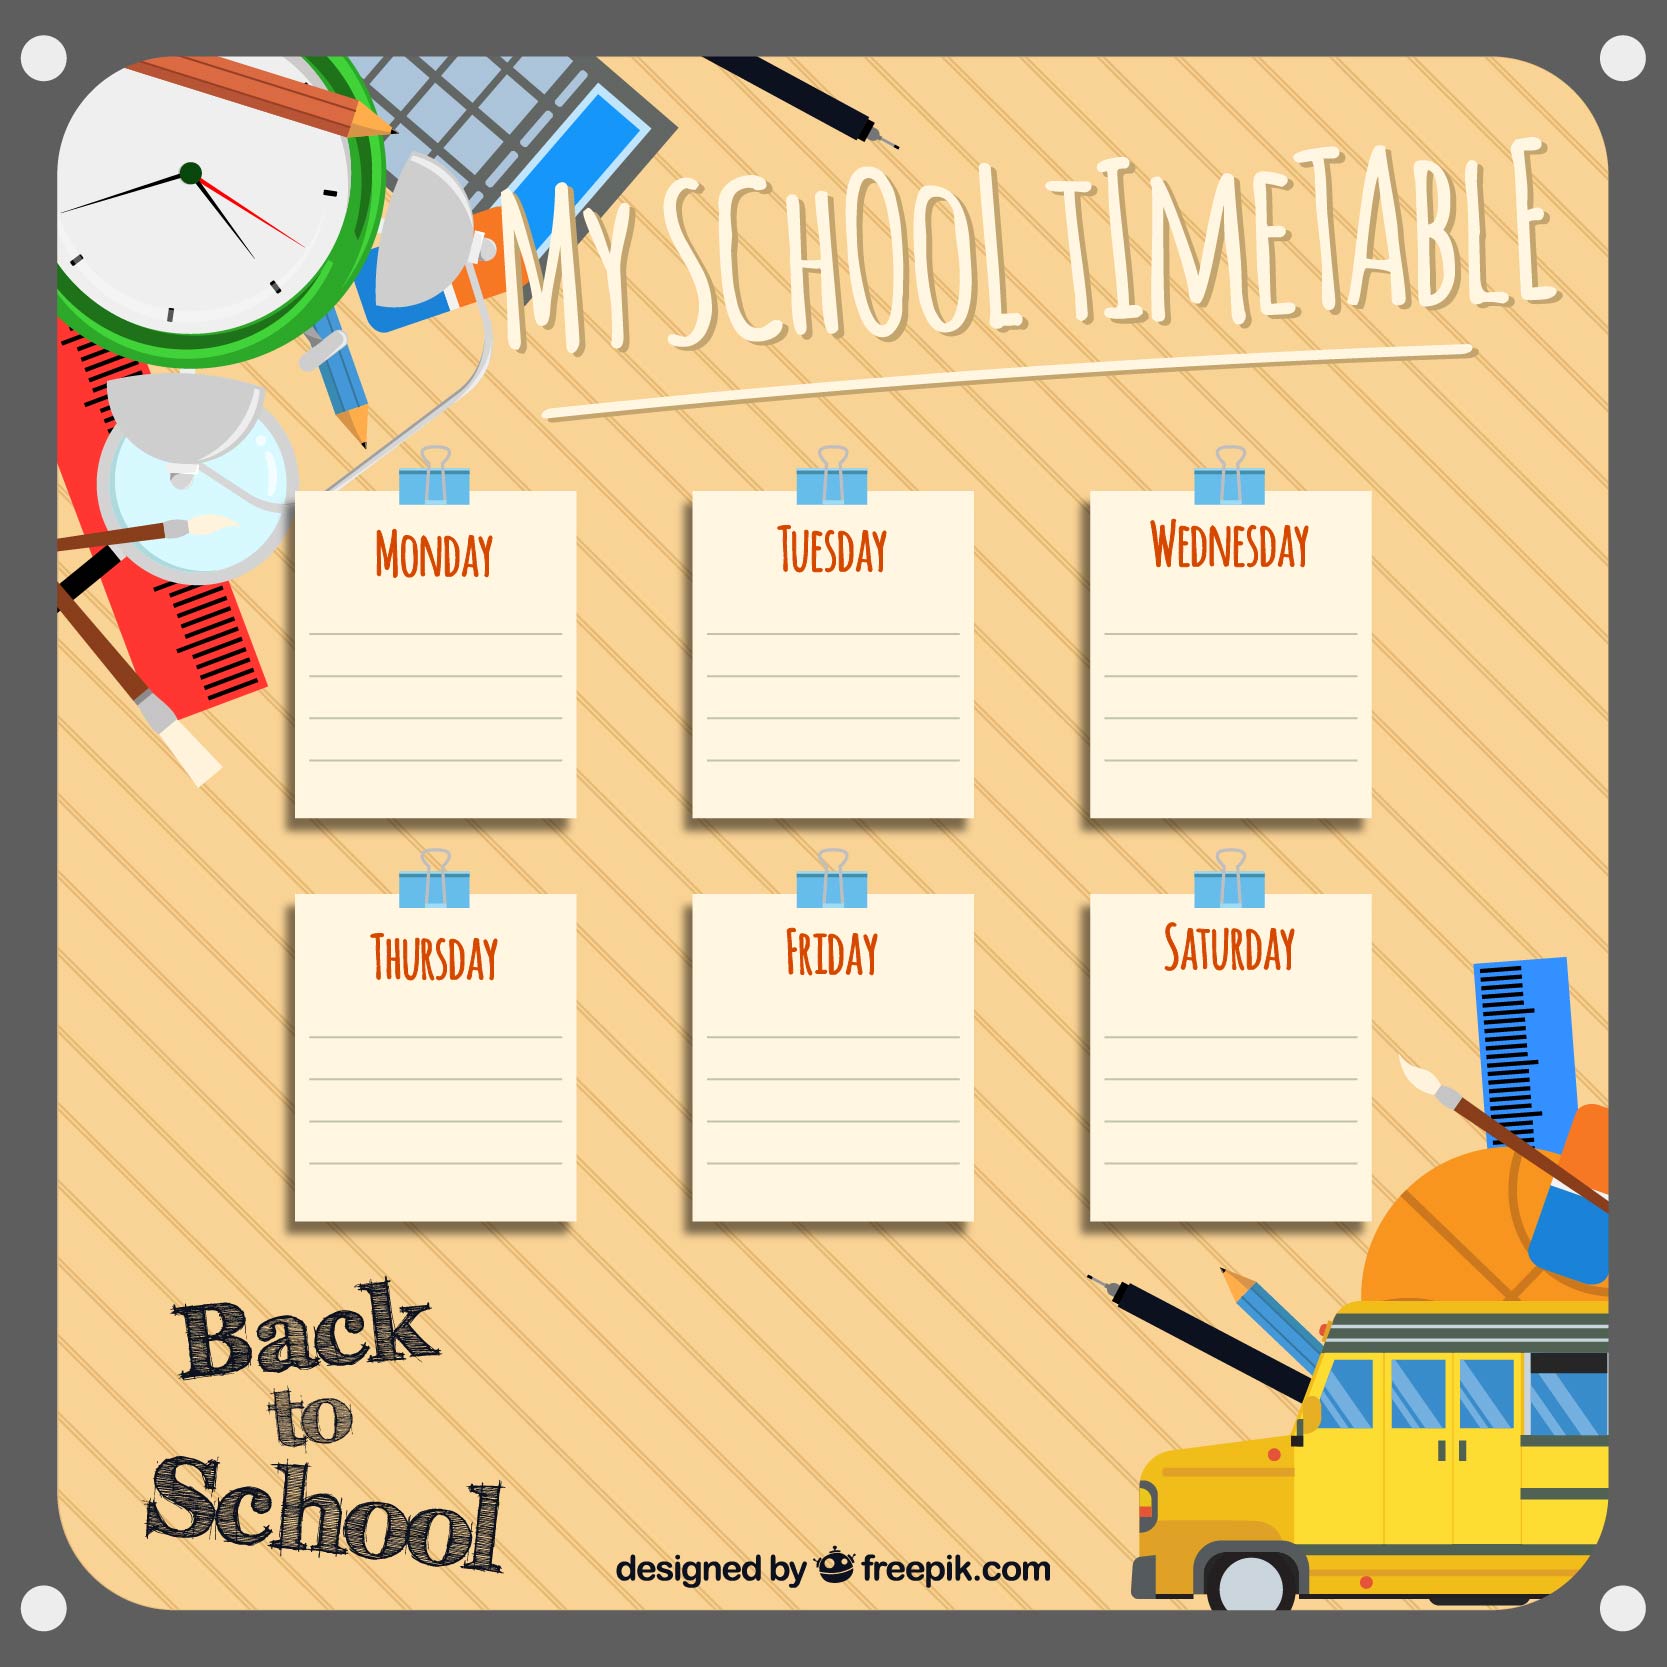 My School Timetable
Monday
Tuesday
Wednesday
Thursday
Friday
Saturday
Back
to
School
designed by freepik.com